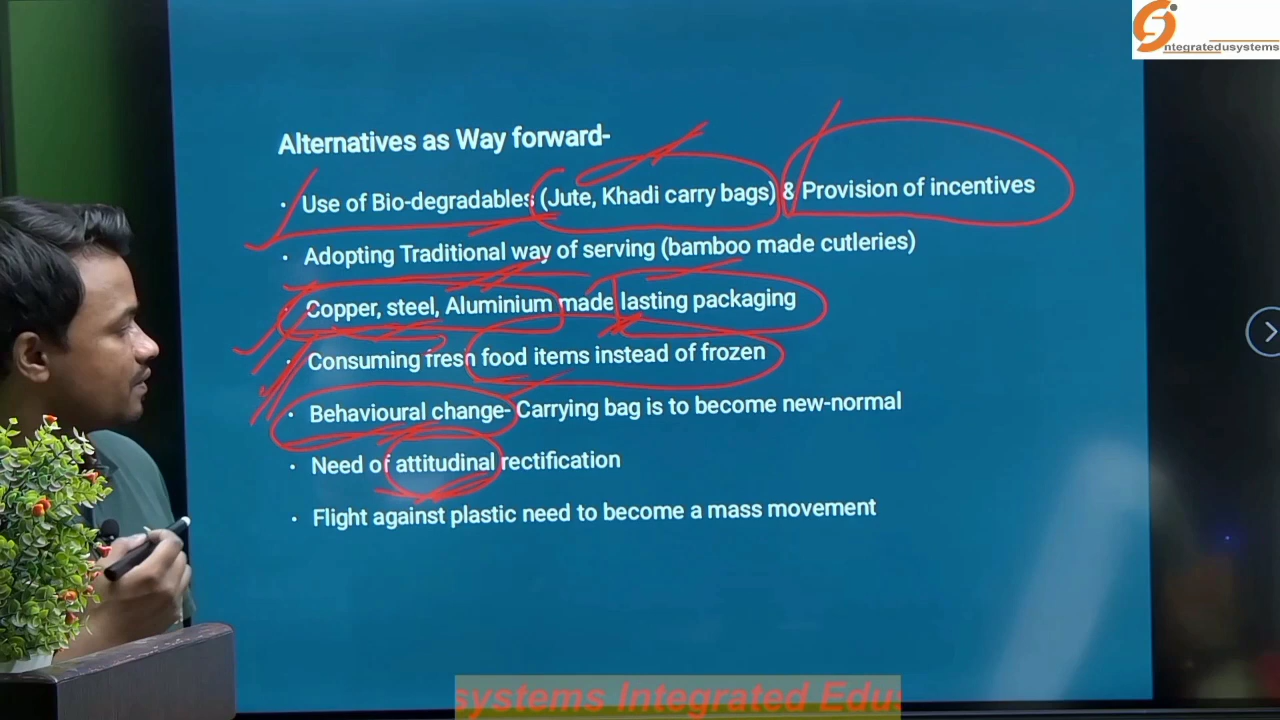 ntegratedusystems
Alternatives as Way forward-
· Use of Bio-degradables (Jute, Khadi carry bags) & Provision of incentives
· Adopting Traditional way of serving (bamboo made cutleries)
· Copper, steel, Aluminium made lasting packaging
· Consuming fresh food items instead of frozen
· Behavioural change- Carrying bag is to become new-normal
· Need of attitudinal rectification
· Flight against plastic need to become a mass movement
systems Integrated Edus